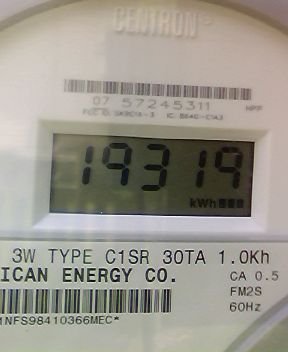 CENTRON
07 57245311
19319
kWh
3W TYPE C1SR 30TA 1.0Kh
ICAN ENERGY CO.
CA 0.5
FM2S
60Hz
NFS98410366MEC*